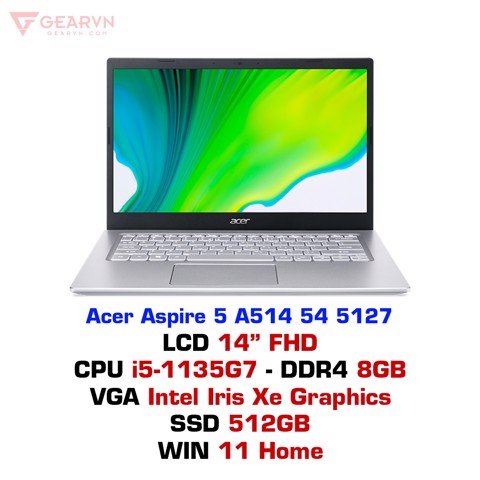 GEARVN
GEARVN.COM
acer
Acer Aspire 5 A514 54 5127
LCD 14” FHD
CPU i5-1135G7 - DDR4 8GB
VGA Intel Iris Xe Graphics
SSD 512GB
WIN 11 Home